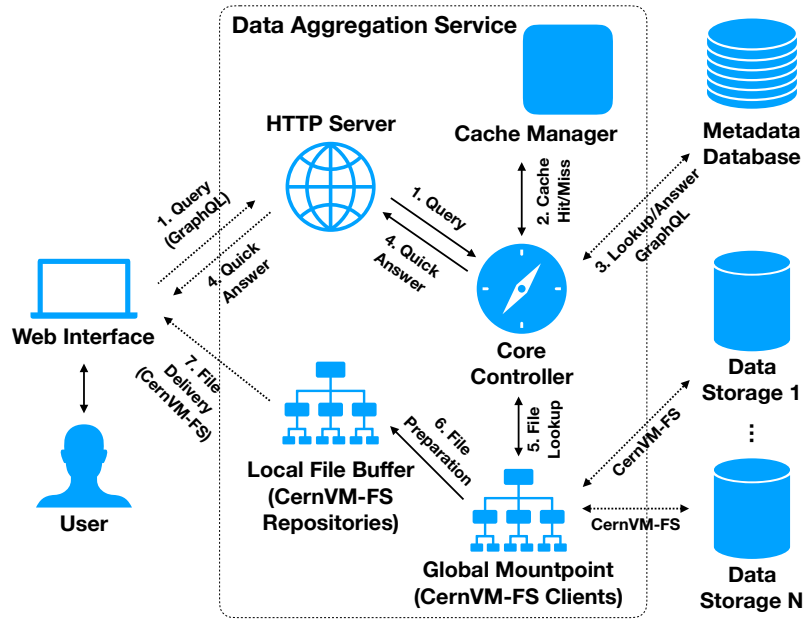 Data Aggregation Service
HTTP Server
Cache Manager
Metadata
Database
1. Query
(GraphQL)
4. Quick
Answer
1. Query
4. Quick
Answer
2. Cache
Hit/Miss
3. Lookup/Answer
GraphQL
Web Interface
Core
Controller
Data
Storage 1
...
7. File
Delivery
(CernVM-FS)
6. File
Preparation
5. File
Lookup
CernVM-FS
Local File Buffer
(CernVM-FS
Repositories)
User
CernVM-FS
Global Mountpoint
(CernVM-FS Clients)
Data
Storage N